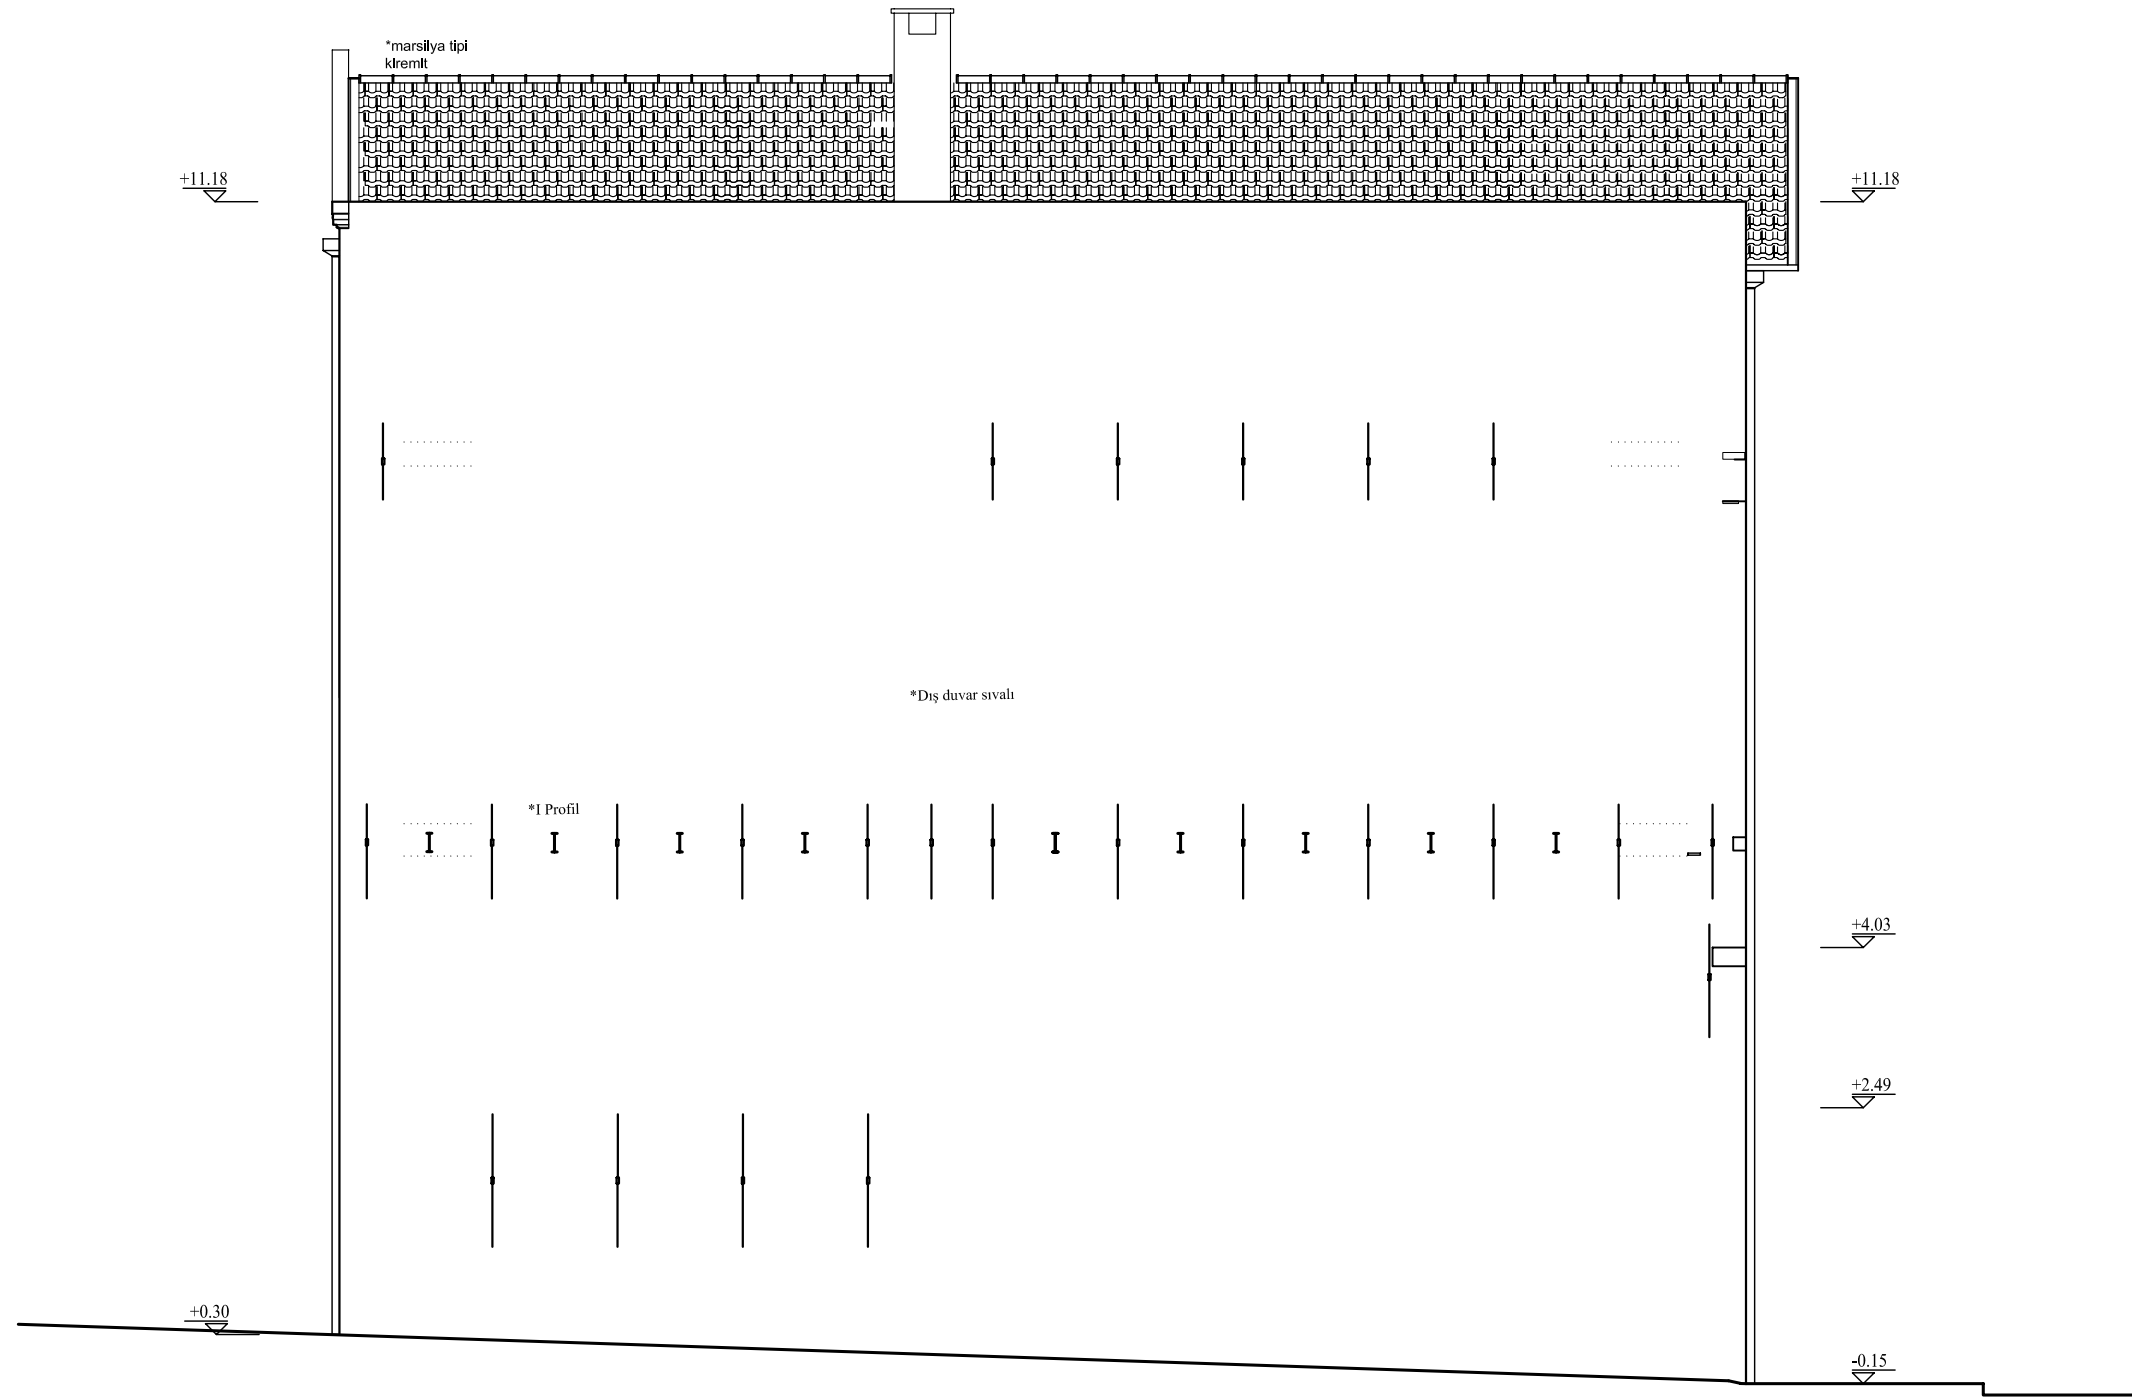 *marsilya tipi
kiremit
+11.18
+11.18
*Dış duvar sıvalı
*I Profil
+4.03
+2.49
+0.30
-0.15